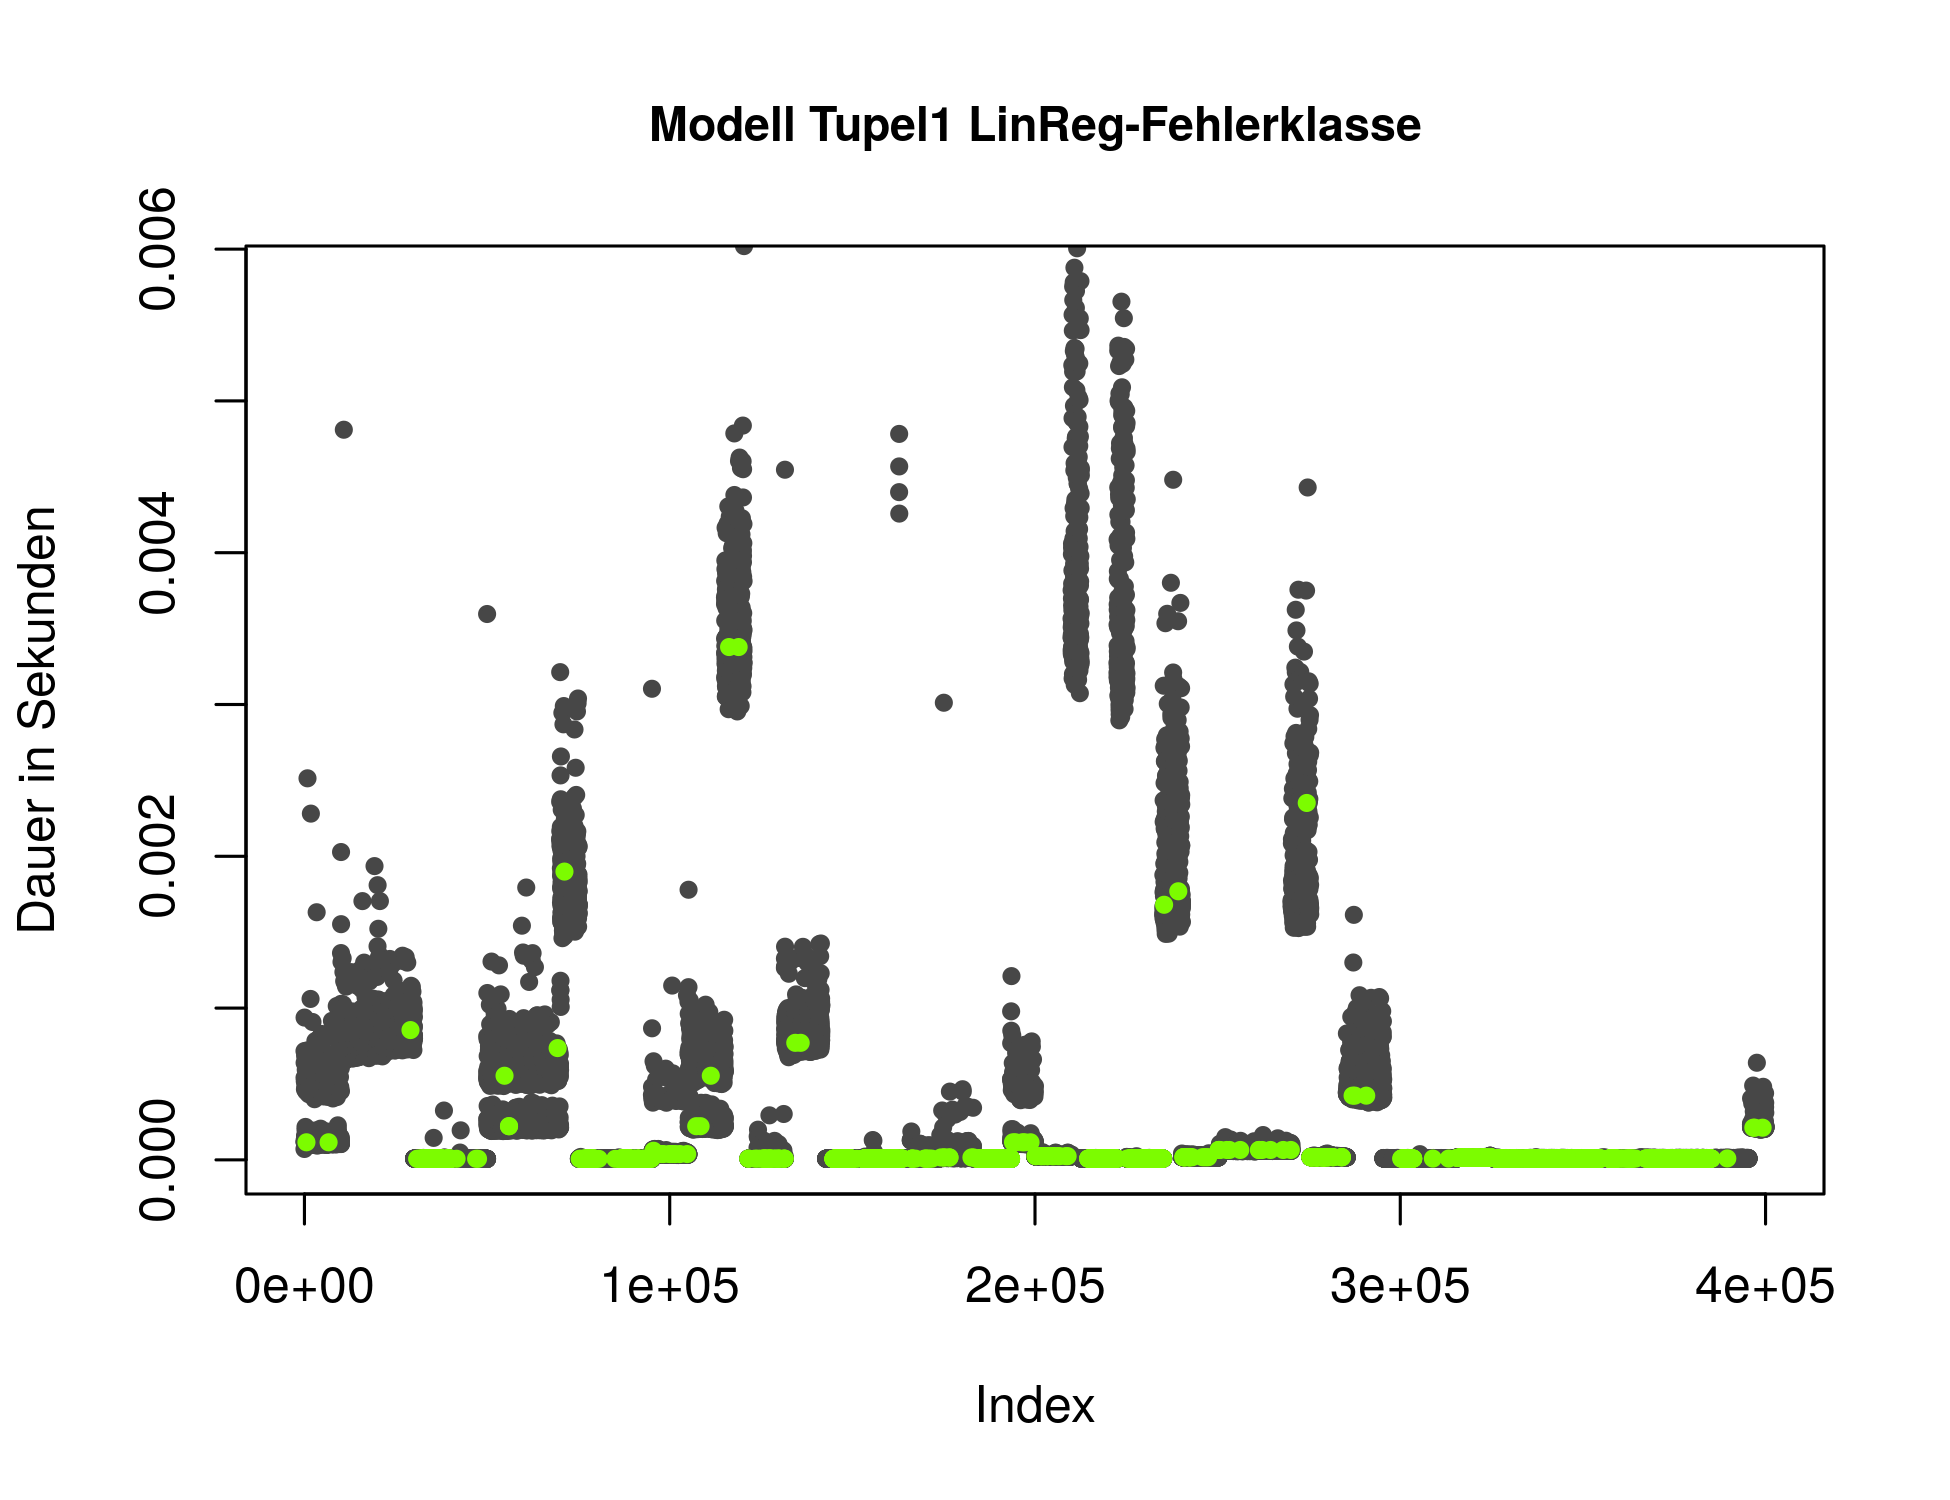 Modell Tupel1 LinReg-Fehlerklasse
Dauer in Sekunden
0.006
0.004
0.002
0.000
0e+00
1e+05
2e+05
3e+05
4e+05
Index